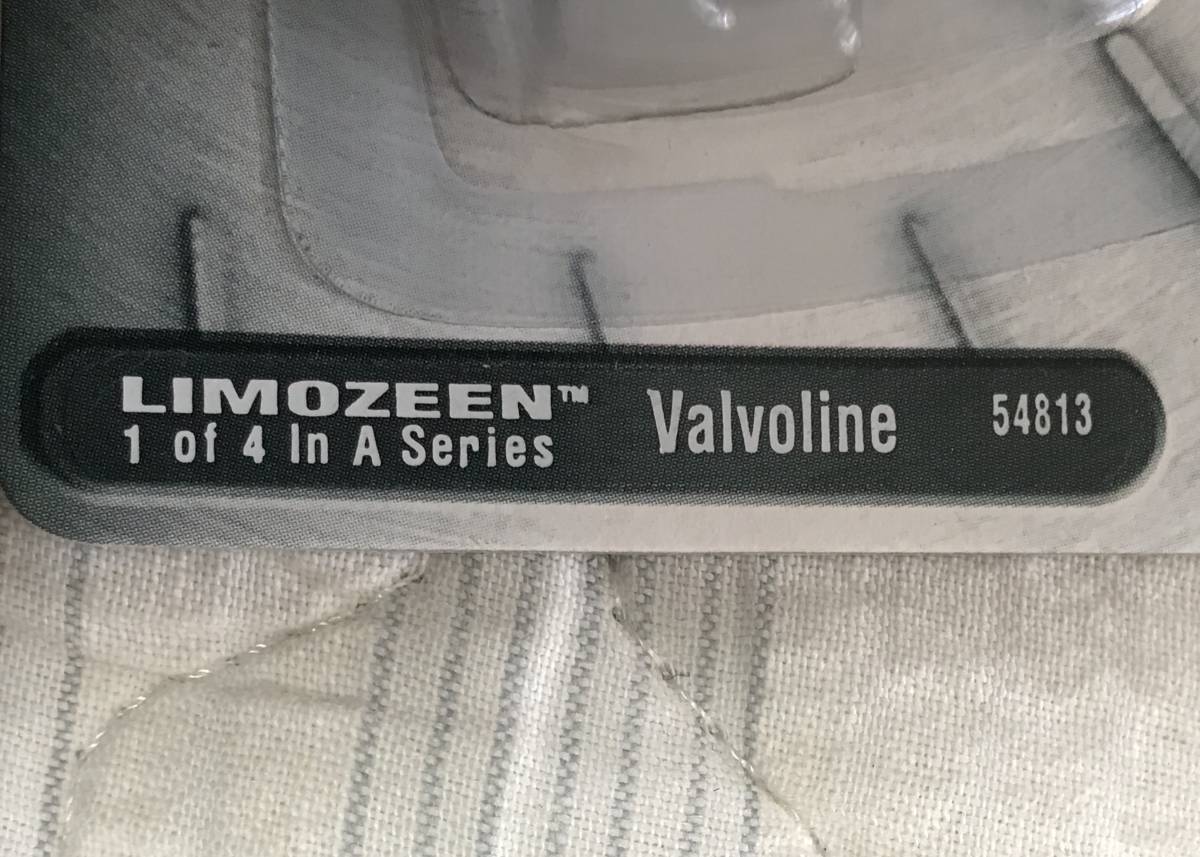 LIMOZEEN™
1 of 4 In A Series
Valvoline
54813